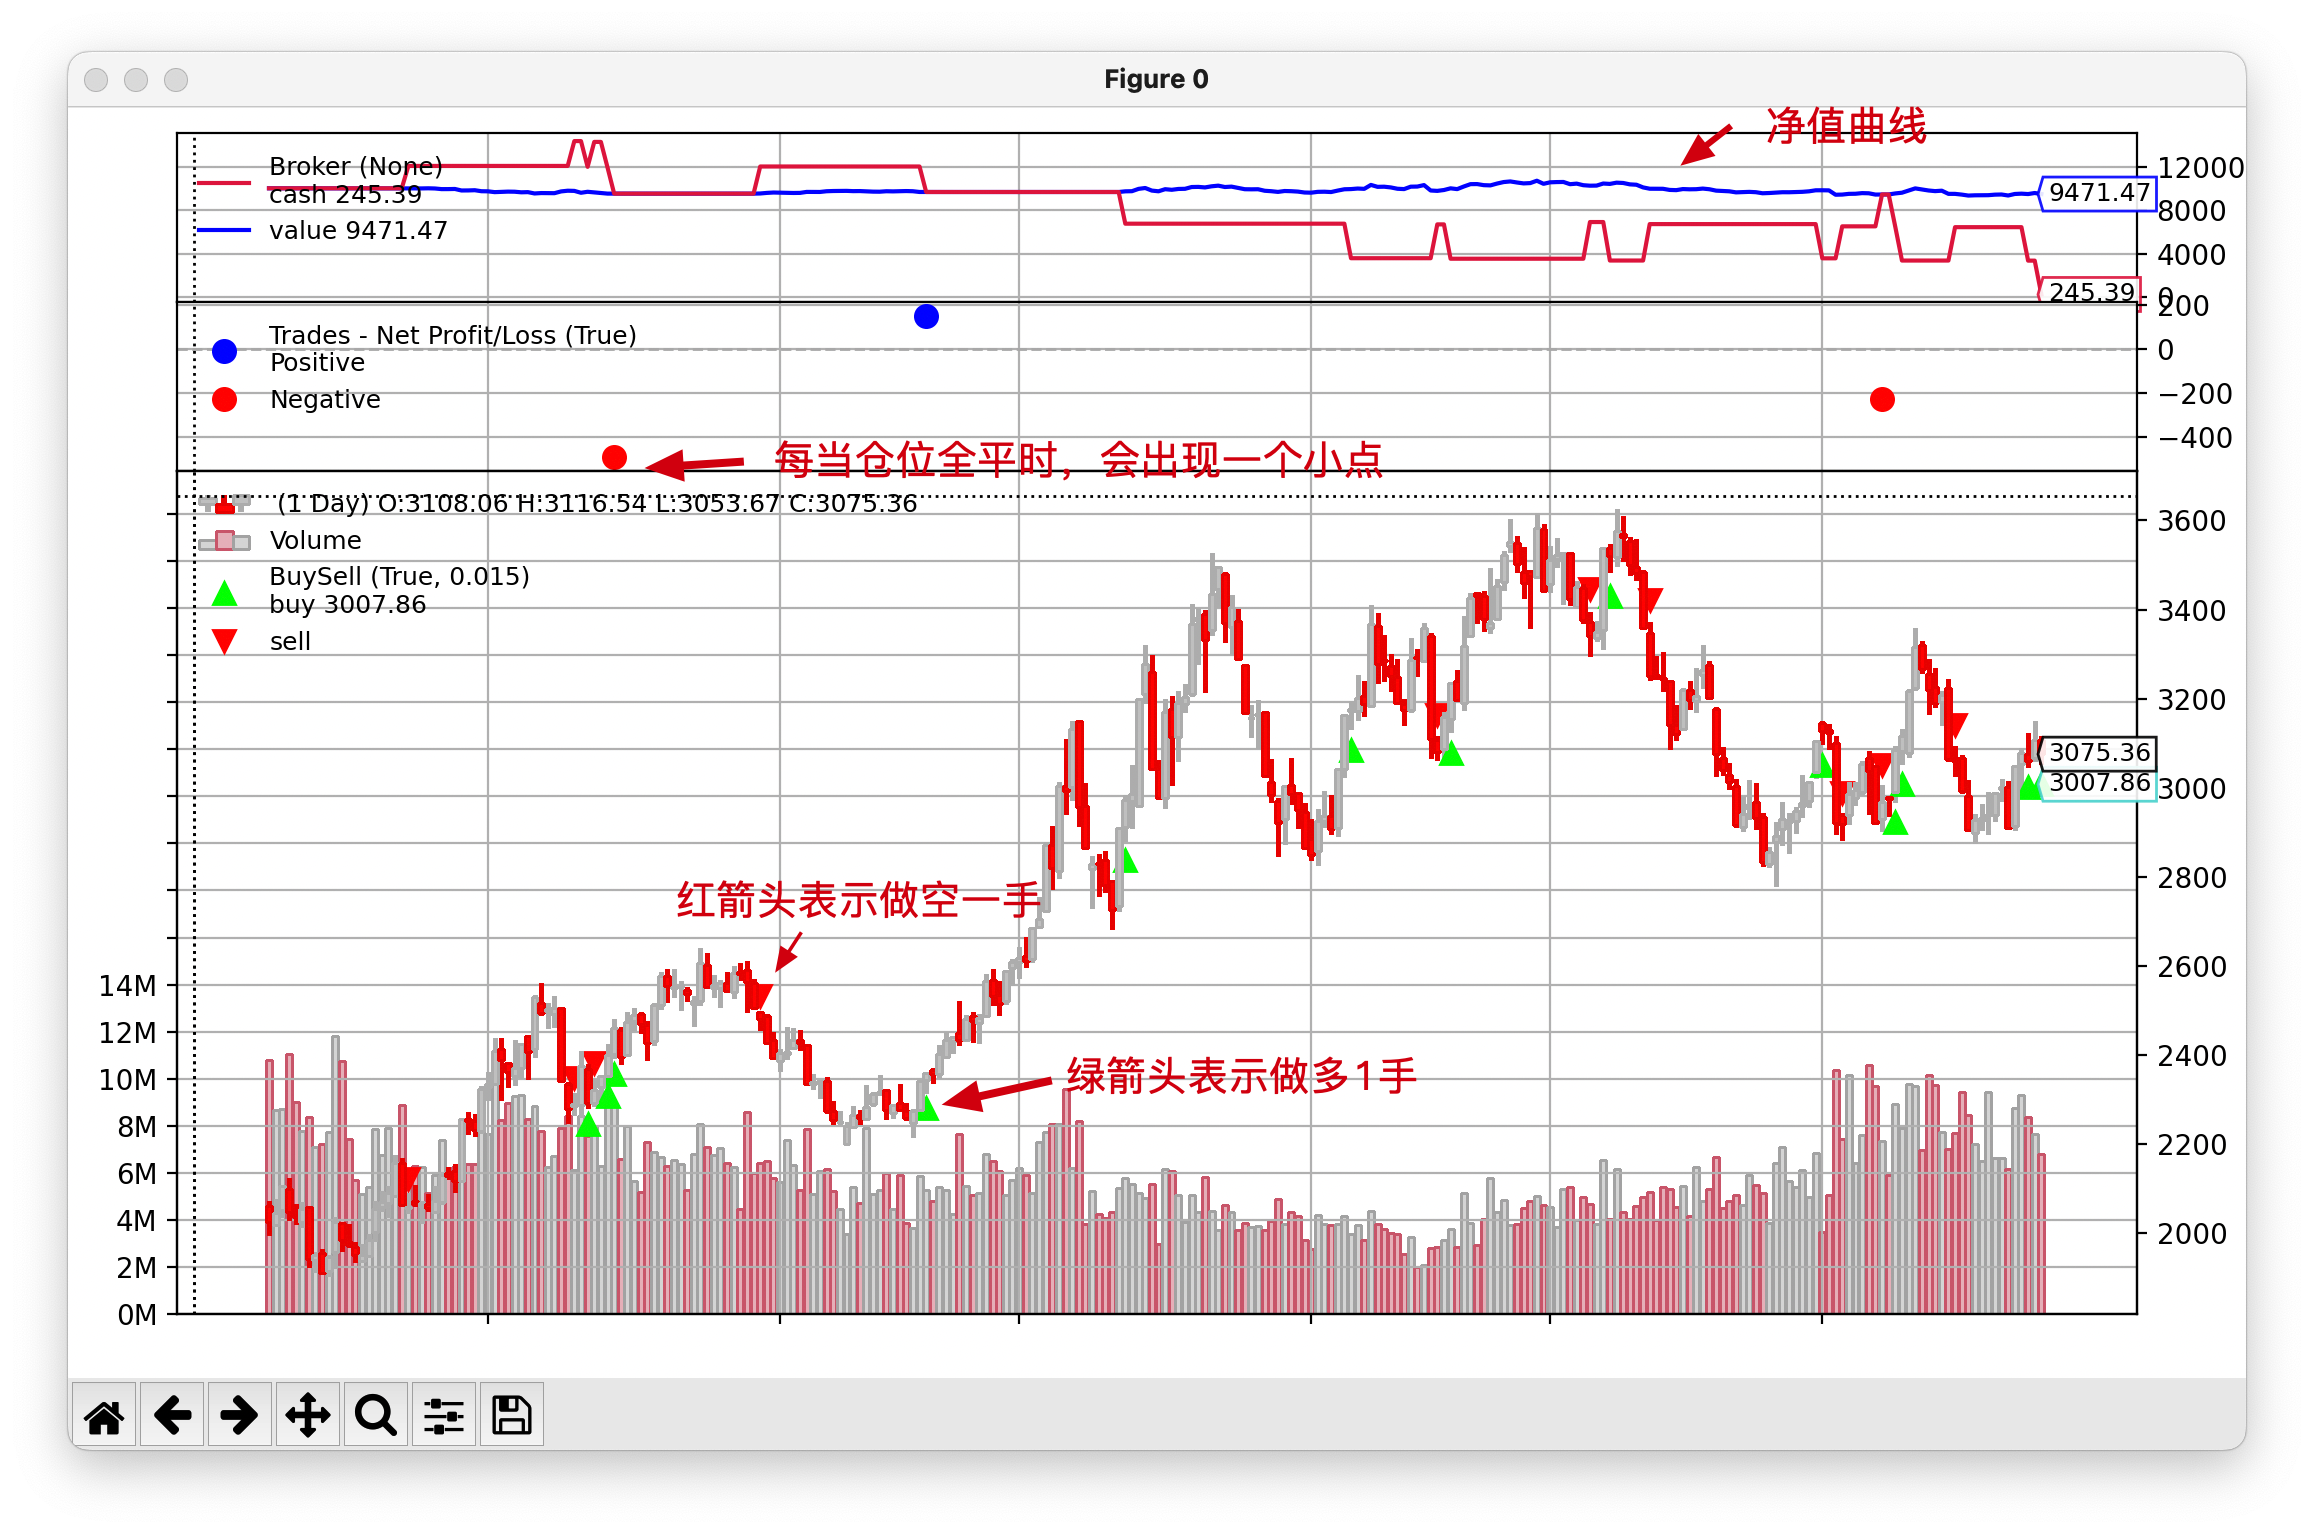 Figure 0
净值曲线
Broker (None)
cash 245.39
value 9471.47
12000
8000
4000
0
9471.47
245.39
Trades - Net Profit/Loss (True)
Positive
Negative
200
0
−200
−400
每当仓位全平时，会出现一个小点
(1 Day) O:3108.06 H:3116.54 L:3053.67 C:3075.36
Volume
BuySell (True, 0.015)
buy 3007.86
sell
3600
3400
3200
3000
2800
2600
2400
2200
2000
3075.36
3007.86
红箭头表示做空一手
绿箭头表示做多1手
14M
12M
10M
8M
6M
4M
2M
0M